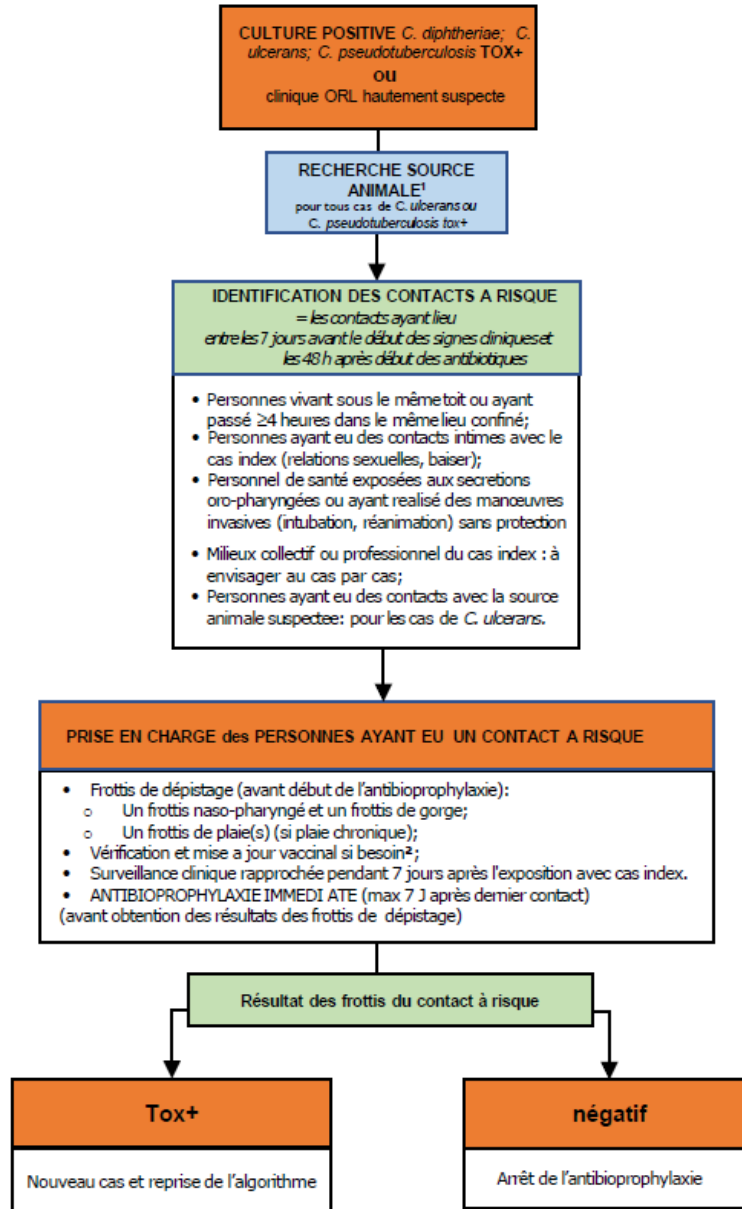 CULTURE POSITIVE C. diphtheriae; C.
ulcerans; C. pseudotuberculosis TOX+
ou
clinique ORL hautement suspecte
RECHERCHE SOURCE
ANIMALE¹
pour tous cas de C. ulcerans ou
C. pseudotuberculosis tox+
IDENTIFICATION DES CONTACTS A RISQUE
= les contacts ayant lieu
entre les 7 jours avant le début des signes cliniques et
les 48 h après début des antibiotiques
• Personnes vivant sous le même toit ou ayant
passé ≥4 heures dans le même lieu confiné;
• Personnes ayant eu des contacts intimes avec le
cas index (relations sexuelles, baiser);
• Personnel de santé exposées aux secretions
oro-pharyngées ou ayant realisé des manœuvres
invasives (intubation, réanimation) sans protection
• Milieux collectif ou professionnel du cas index : à
envisager au cas par cas;
• Personnes ayant eu des contacts avec la source
animale suspectee: pour les cas de C. ulcerans.
PRISE EN CHARGE des PERSONNES AYANT EU UN CONTACT A RISQUE
• Frottis de dépistage (avant début de l'antibioprophylaxie):
o Un frottis naso-pharyngé et un frottis de gorge;
o Un frottis de plaie(s) (si plaie chronique);
• Vérification et mise a jour vaccinal si besoin²;
• Surveillance clinique rapprochée pendant 7 jours après l'exposition avec cas index.
• ANTIBIOPROPHYLAXIE IMMEDI ATE (max 7 J après dernier contact)
(avant obtention des résultats des frottis de dépistage)
Résultat des frottis du contact à risque
Tox+
Nouveau cas et reprise de l'algorithme
négatif
Arrêt de l'antibioprophylaxie